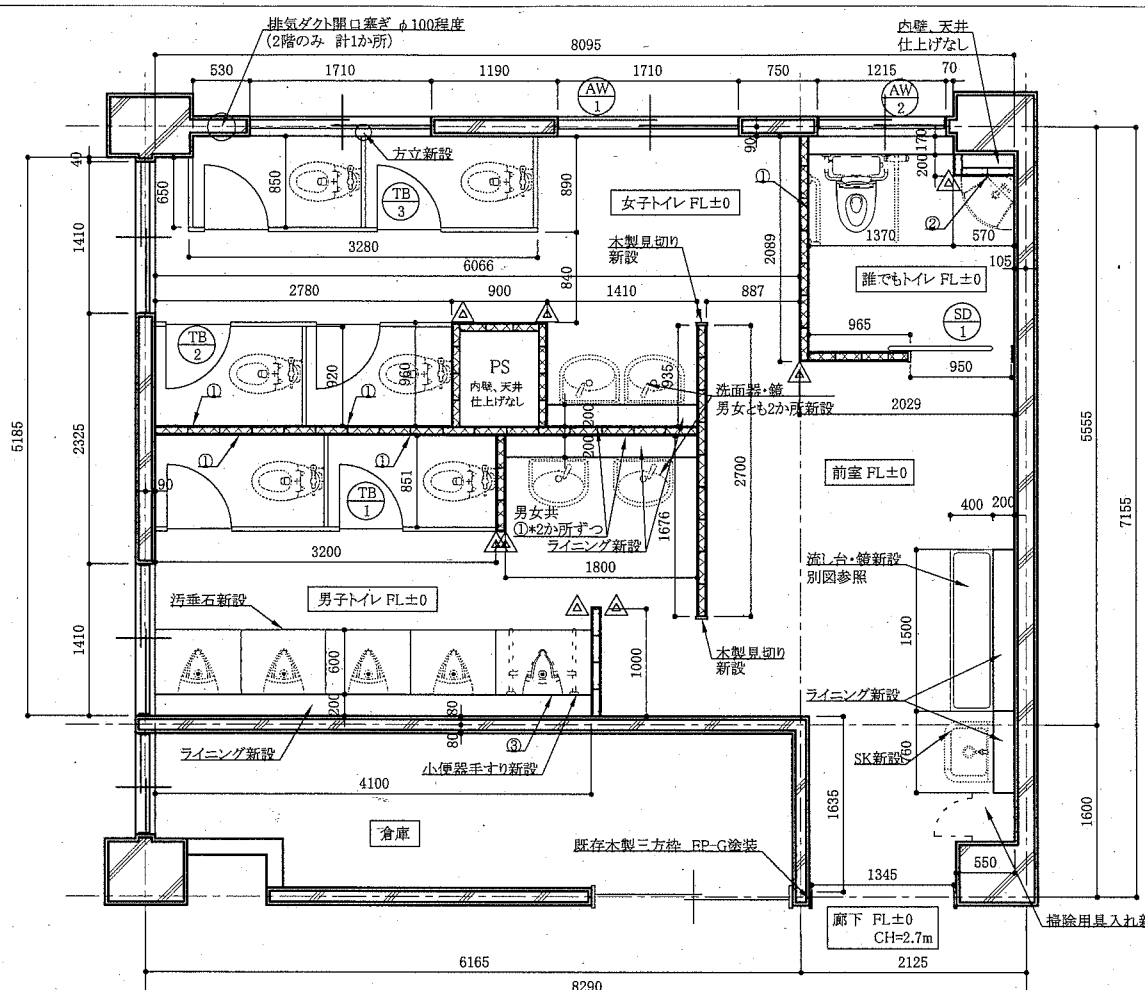 排気ダクト開口塞ぎ φ100程度
(2階のみ 計1か所)
内壁、天井
仕上げなし
8095
530
1710
1190
1710
750
1215
70
AW
1
AW
2
方立新設
40
650
850
TB
3
890
女子トイレ FL±0
90
①
170
200
②
1370
570
3280
木製見切り
新設
2089
誰でもトイレ FL±0
105
1410
6066
840
2780
900
1410
887
965
SD
1
950
TB
2
920
960
PS
内壁、天井
仕上げなし
935
洗面器・鏡
男女とも2か所新設
2029
①
①
200
200
5185
2325
5555
7155
①
①
90
TB
1
851
男女共
①*2か所ずつ
ライニング新設
1676
2700
前室 FL±0
400
200
3200
1800
流し台・鏡新設
別図参照
汚垂石新設
男子トイレ FL±0
1410
600
200
1000
木製見切り
新設
1500
ライニング新設
ライニング新設
80
80
③
小便器手すり新設
SK新設
760
4100
1635
1600
倉庫
既存木製三方枠 EP-G塗装
550
1345
廊下 FL±0
CH=2.7m
掃除用具入れ新
6165
2125
8290